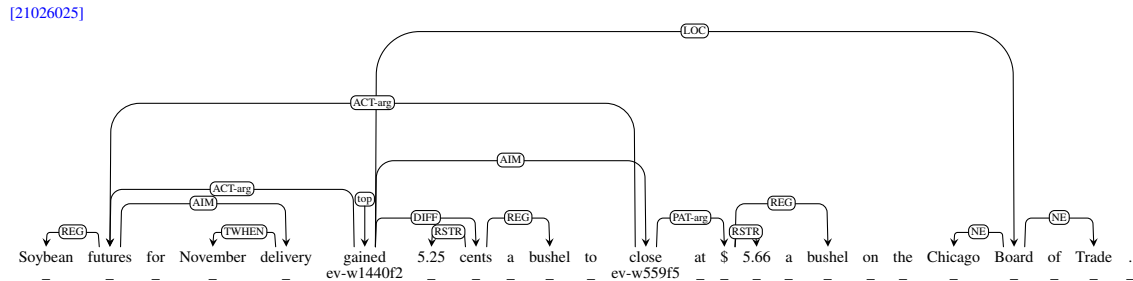 [21026025]
LOC
ACT-arg
AIM
ACT-arg
top
AIM
DIFF REG PAT-arg REG NE
REG TWHEN RSTR RSTR NE
Soybean futures for November delivery gained 5.25 cents a bushel to close at $ 5.66 a bushel on the Chicago Board of Trade .
_ _ _ _ _ ev-w1440f2 _ _ _ _ _ ev-w559f5 _ _ _ _ _ _ _ _ _ _ _ _